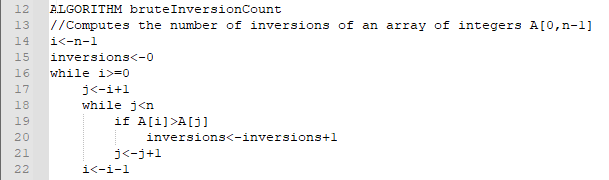 12 ALGORITHM bruteInversionCount
13 //Computes the number of inversions of an array of integers A[0,n-1]
14 i<-n-1
15 inversions<-0
16 while i>=0
17 j<-i+1
18 while j<n
19 if A[i]>A[j]
20 inversions<-inversions+1
21 j<-j+1
22 i<-i-1